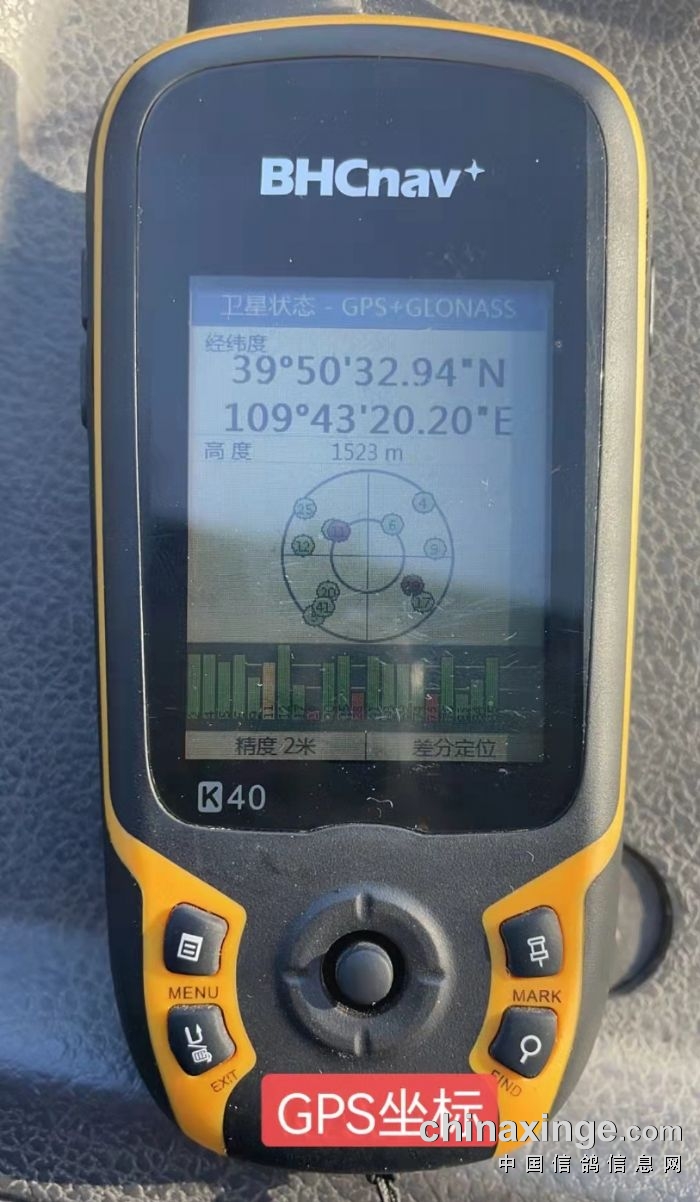 BHCnav
卫星状态 - GPS+GLONASS
经纬度
39°50'32.94"N
109°43'20.20"E
高度 1523 m
25 4
11 6
12 9
20
41 17
精度 2米 差分定位
K40
MENU MARK
EXIT FIND
GPS坐标
chinaxinge.com
中国信鸽信息网